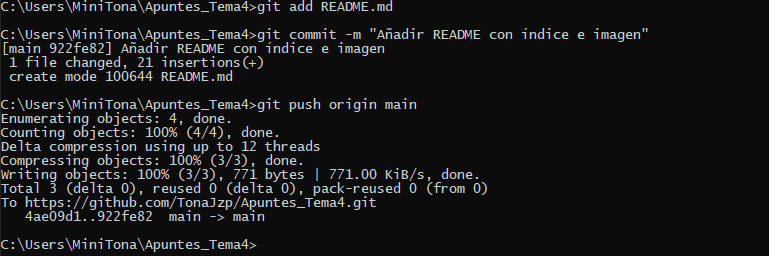 C:\Users\MiniTona\Apuntes_Tema4>git add README.md
C:\Users\MiniTona\Apuntes_Tema4>git commit -m "Añadir README con índice e imagen"
[main 922fe82] Añadir README con índice e imagen
 1 file changed, 21 insertions(+)
 create mode 100644 README.md
C:\Users\MiniTona\Apuntes_Tema4>git push origin main
Enumerating objects: 4, done.
Counting objects: 100% (4/4), done.
Delta compression using up to 12 threads
Compressing objects: 100% (3/3), done.
Writing objects: 100% (3/3), 771 bytes | 771.00 KiB/s, done.
Total 3 (delta 0), reused 0 (delta 0), pack-reused 0 (from 0)
To https://github.com/TonaJzp/Apuntes_Tema4.git
   4ae09d1..922fe82  main -> main
C:\Users\MiniTona\Apuntes_Tema4>